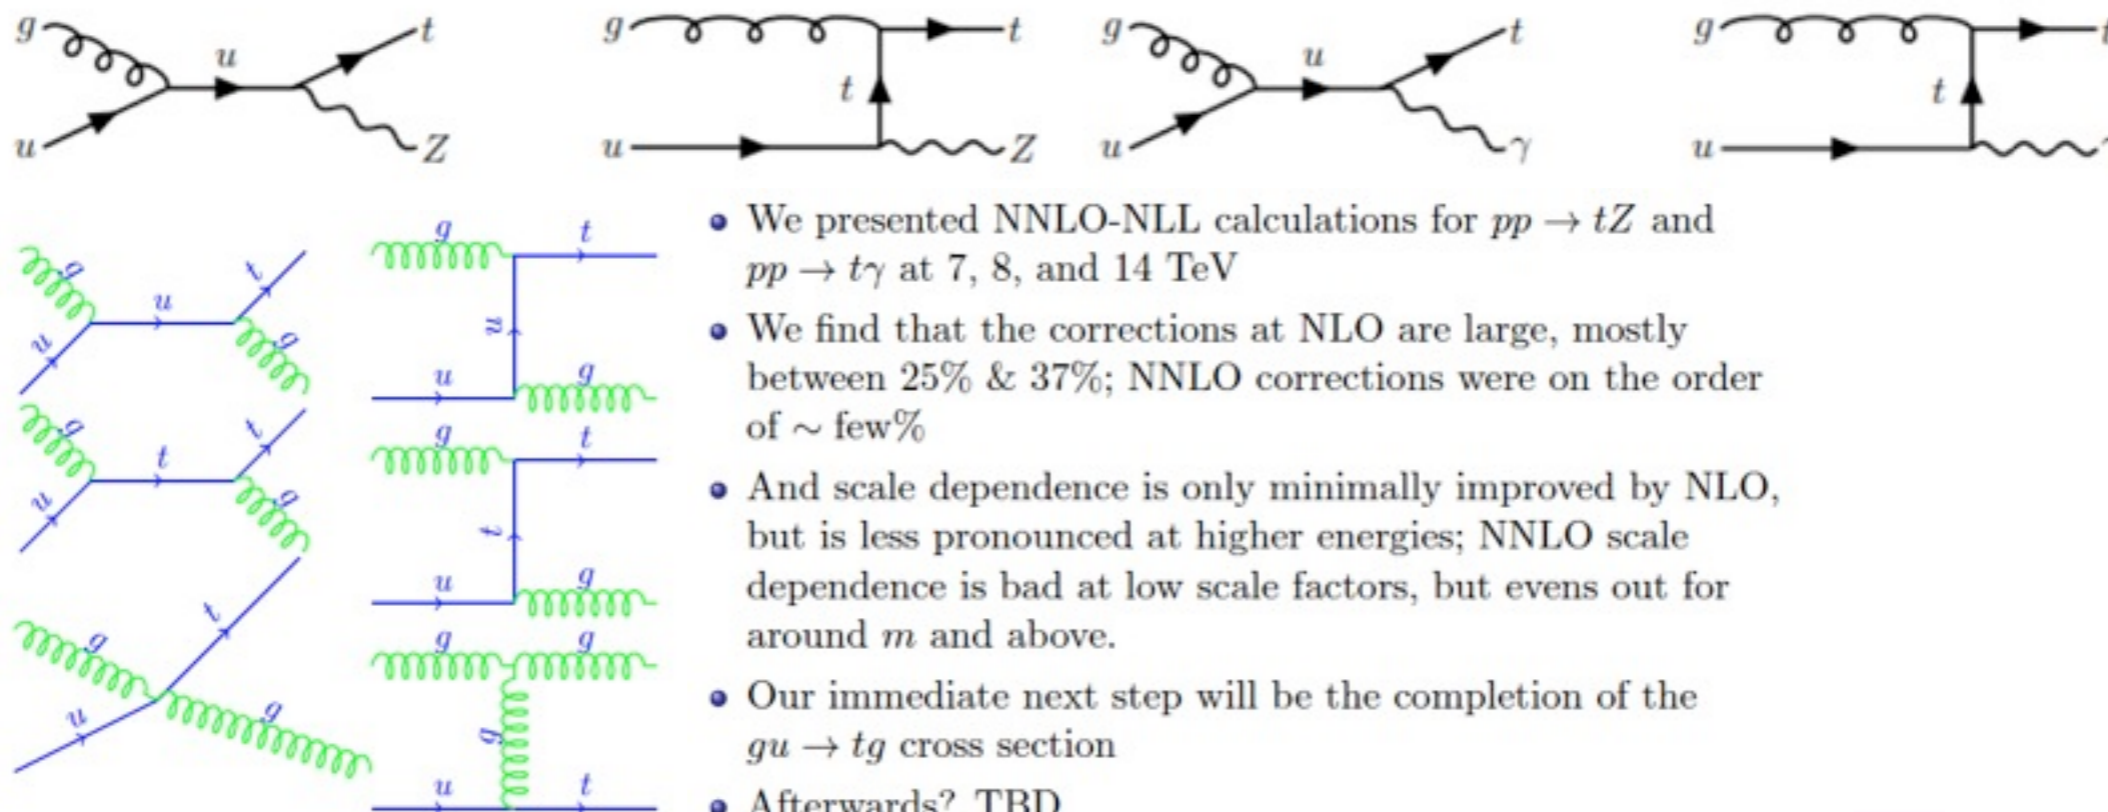 g u u t Z
g t t u Z
g u u t γ
g t t u
• We presented NNLO-NLL calculations for pp → tZ and
pp → tγ at 7, 8, and 14 TeV
• We find that the corrections at NLO are large, mostly
between 25% & 37%; NNLO corrections were on the order
of ∼ few%
• And scale dependence is only minimally improved by NLO,
but is less pronounced at higher energies; NNLO scale
dependence is bad at low scale factors, but evens out for
around m and above.
• Our immediate next step will be the completion of the
gu → tg cross section
• Afterwards? TBD
g u u t g
g t u u g
g u t t g
g t t u g
g u t g
g g g u t